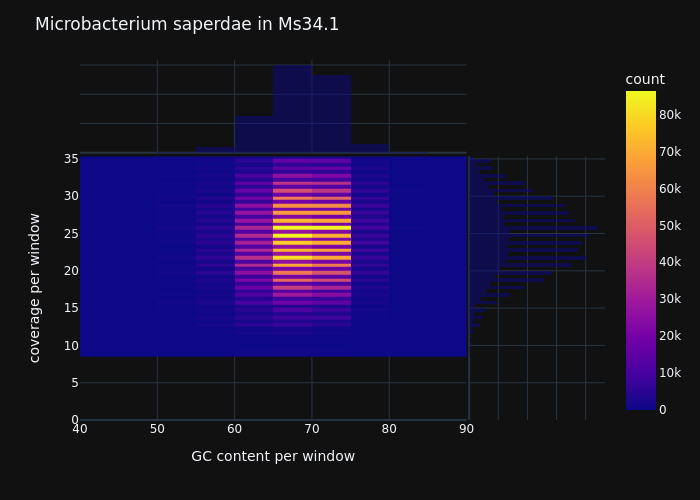 Microbacterium saperdae in Ms34.1
count
80k
70k
60k
50k
40k
30k
20k
10k
0
35
30
25
20
15
10
5
0
coverage per window
40 50 60 70 80 90
GC content per window